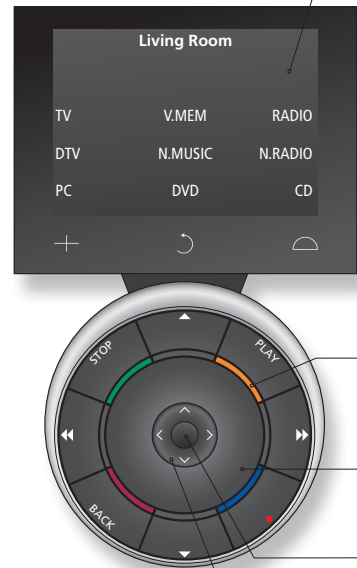 Living Room
TV V.MEM RADIO
DTV N.MUSIC N.RADIO
PC DVD CD
STOP PLAY
BACK